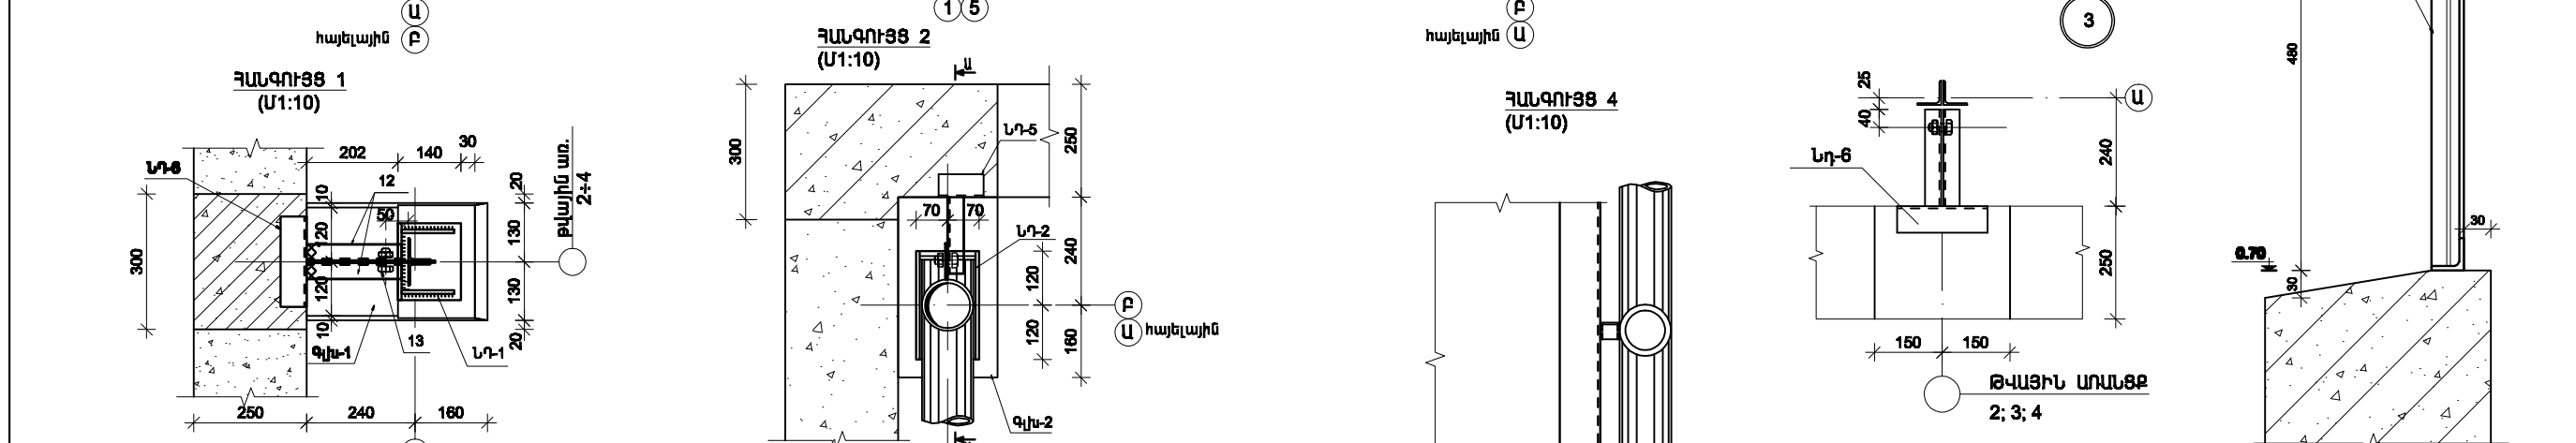 Ա
հայելային Բ
ՀԱՆԳՈՒՅՑ 1
(Մ1:10)
202
140
30
ՆԴ-6
12
10
20
50
120
130
թվային առ.
2÷4
300
120
130
10
20
Գլխ-1
13
ՆԴ-1
250
240
160
1 5
ՀԱՆԳՈՒՅՑ 2
(Մ1:10)
ա
ՆԴ-5
300
250
70
70
ՆԴ-2
240
120
Բ
Ա հայելային
120
160
Գլխ-2
Բ
հայելային Ա
ՀԱՆԳՈՒՅՑ 4
(Մ1:10)
3
25
Ա
40
240
Նդ-6
250
150
150
ԹՎԱՅԻՆ ԱՌԱՆՑՔ
2; 3; 4
480
30
0.70
30